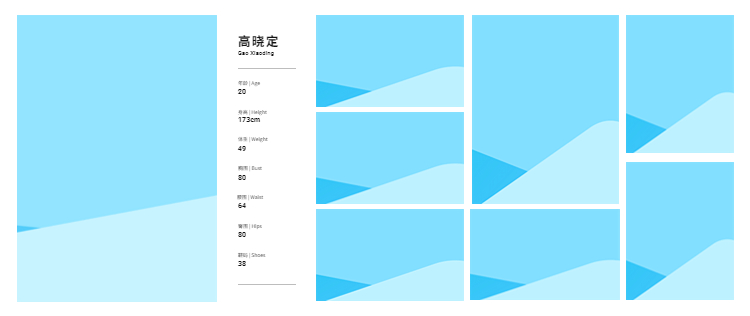 高晓定
Gao Xiaoding
年龄 | Age
20
身高 | Height
173cm
体重 | Weight
49
胸围 | Bust
80
腰围 | Waist
64
臀围 | Hips
80
鞋码 | Shoes
38